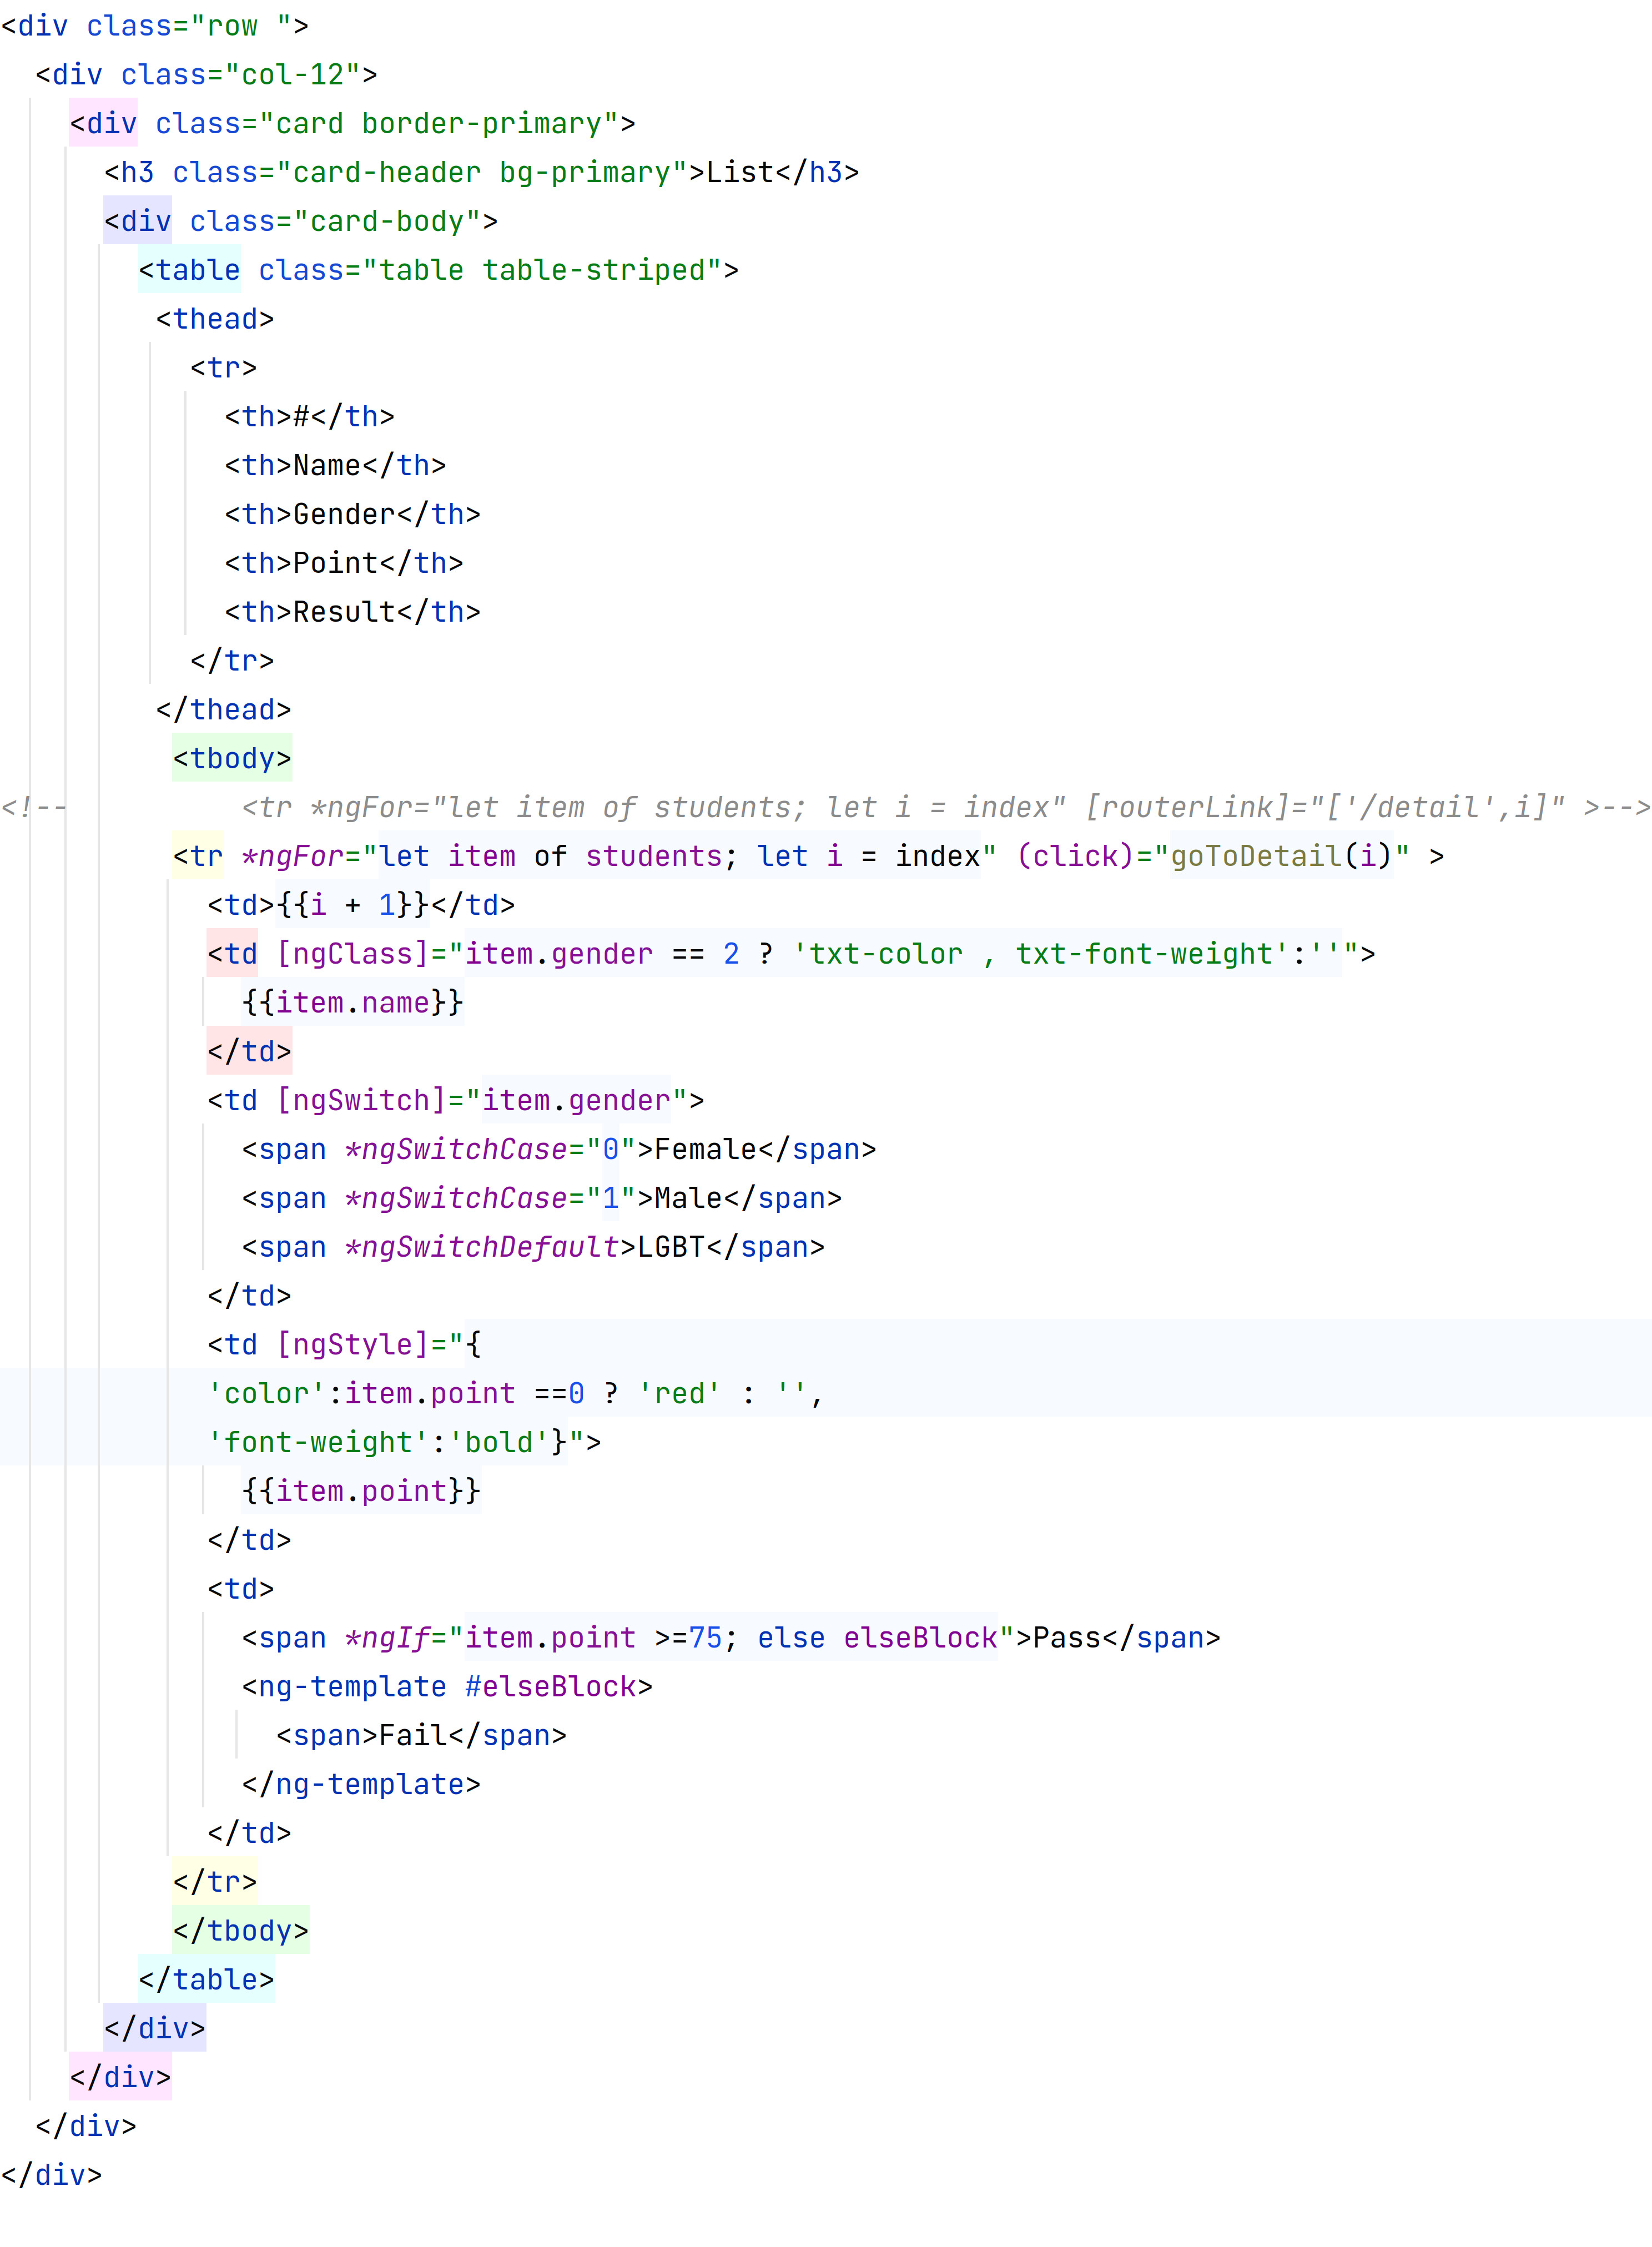 <div class="row ">
  <div class="col-12">
    <div class="card border-primary">
      <h3 class="card-header bg-primary">List</h3>
      <div class="card-body">
        <table class="table table-striped">
         <thead>
           <tr>
             <th>#</th>
             <th>Name</th>
             <th>Gender</th>
             <th>Point</th>
             <th>Result</th>
           </tr>
         </thead>
          <tbody>
<!--          <tr *ngFor="let item of students; let i = index" [routerLink]="['/detail',i]" >-->
          <tr *ngFor="let item of students; let i = index" (click)="goToDetail(i)" >
            <td>{{i + 1}}</td>
            <td [ngClass]="item.gender == 2 ? 'txt-color , txt-font-weight':''">
              {{item.name}}
            </td>
            <td [ngSwitch]="item.gender">
              <span *ngSwitchCase="0">Female</span>
              <span *ngSwitchCase="1">Male</span>
              <span *ngSwitchDefault>LGBT</span>
            </td>
            <td [ngStyle]="{
            'color':item.point ==0 ? 'red' : '',
            'font-weight':'bold'}">
              {{item.point}}
            </td>
            <td>
              <span *ngIf="item.point >=75; else elseBlock">Pass</span>
              <ng-template #elseBlock>
                <span>Fail</span>
              </ng-template>
            </td>
          </tr>
          </tbody>
        </table>
      </div>
    </div>
  </div>
</div>